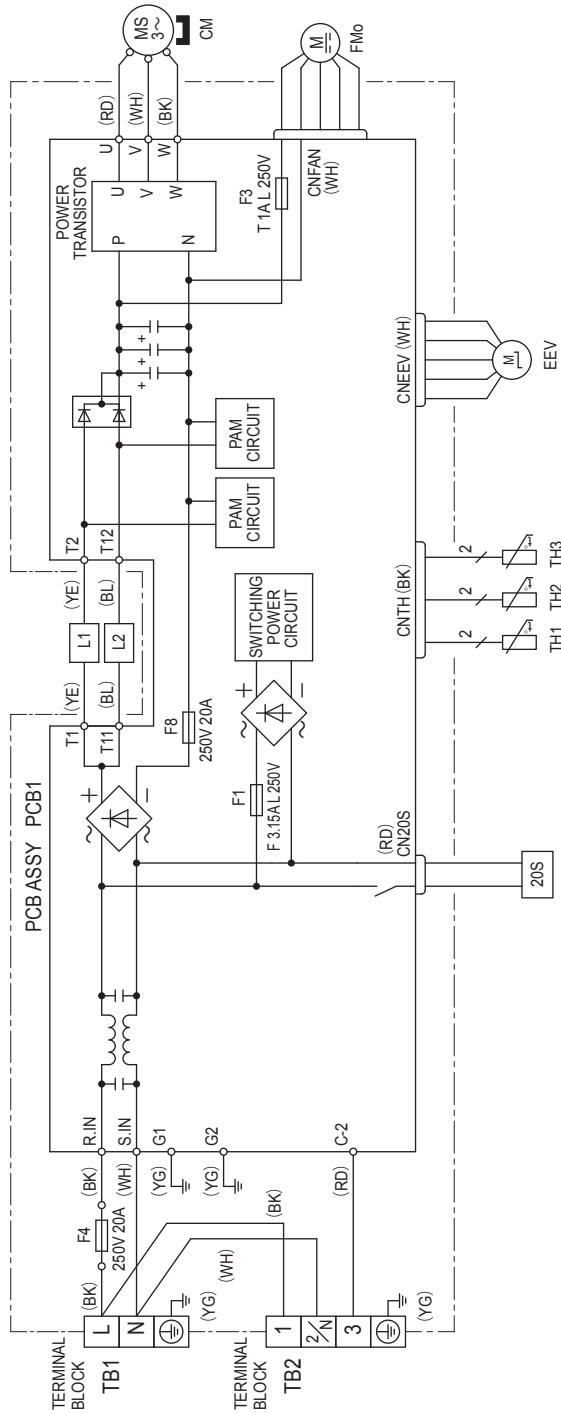 TERMINAL
BLOCK
TB1
L
N
(YG)
(BK)
F4
250V 20A
(BK)
(WH)
R.IN
S.IN
(YG)
G1
(YG)
G2
TERMINAL
BLOCK
TB2
1
2/N
3
(YG)
(BK)
(WH)
(RD)
C-2
PCB ASSY PCB1
~
+
~
−
T1
T11
(YE)
(BL)
L1
L2
(YE)
(BL)
T2
T12
F8
250V 20A
F1
F 3.15A L 250V
~
+
~
−
SWITCHING
POWER
CIRCUIT
(RD)
CN20S
20S
PAM
CIRCUIT
PAM
CIRCUIT
+
+
+
POWER
TRANSISTOR
P
N
U
V
W
U
V
W
(RD)
(WH)
(BK)
MS
3~
CM
F3
T 1A L 250V
CNFAN
(WH)
M
FMo
CNTH (BK)
2
2
2
TH1
TH2
TH3
CNEEV (WH)
M
EEV